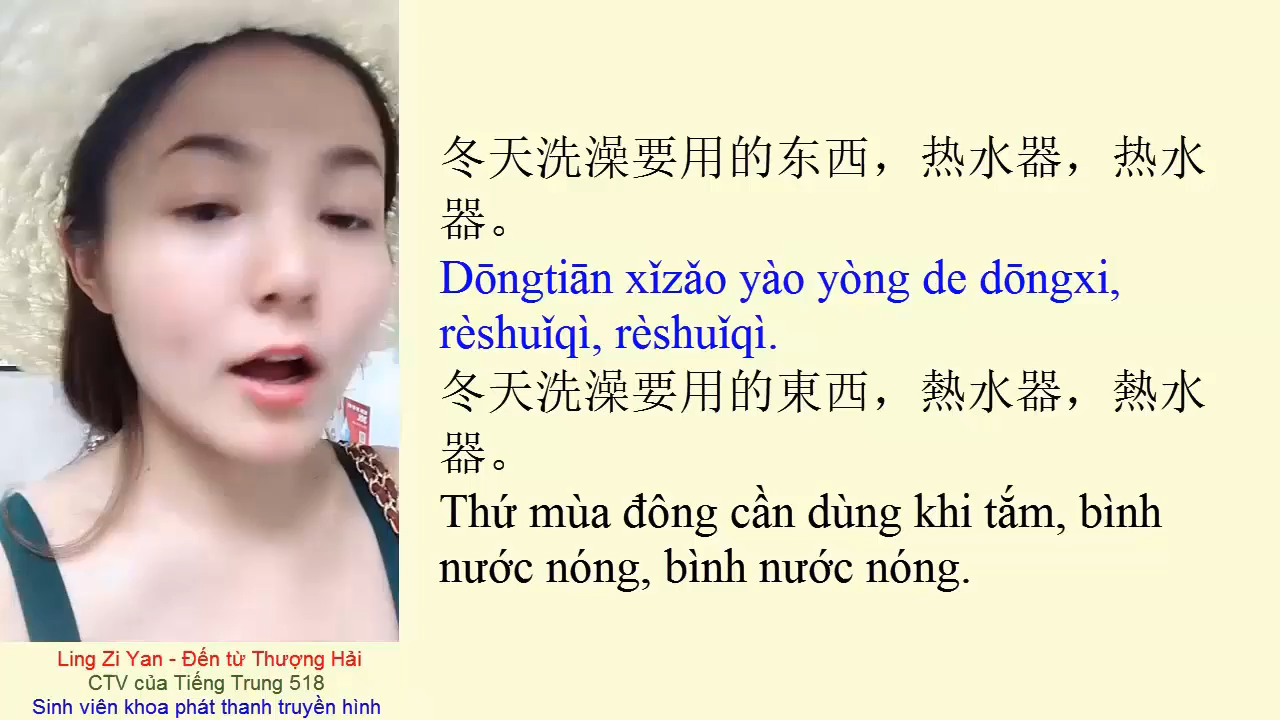 冬天洗澡要用的东西，热水器，热水
器。
Dōngtiān xǐzǎo yào yòng de dōngxi,
rèshuǐqì, rèshuǐqì.
冬天洗澡要用的東西，熱水器，熱水
器。
Thứ mùa đông cần dùng khi tắm, bình
nước nóng, bình nước nóng.
Ling Zi Yan - Đến từ Thượng Hải
CTV của Tiếng Trung 518
Sinh viên khoa phát thanh truyền hình